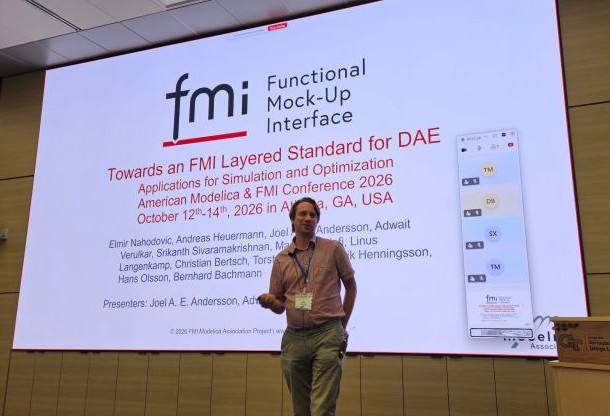 fmi Functional
Mock-Up
Interface
Towards an FMI Layered Standard for DAE
Applications for Simulation and Optimization
American Modelica & FMI Conference 2026
October 12th-14th, 2026 in GA, USA
Elmir Nahodovic, Andreas Heuermann, Joel Andersson, Adwait
Verulkar, Srikanth Sivaramakrishnan, Linus
Langenkamp, Christian Bertsch, Henningsson,
Hans Olsson, Bernhard Bachmann
Presenters: Joel A. E. Andersson,
© 2026 FMI Modelica Association Project |
TM
DB
SX
TM
fmi